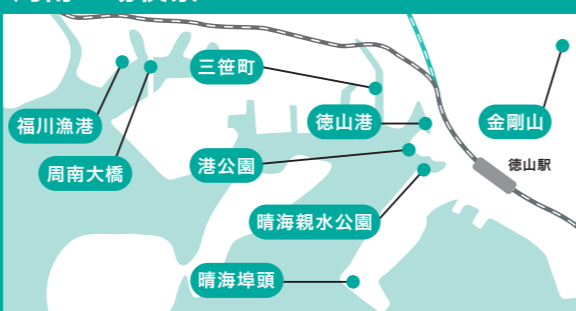 三笹町
福川漁港
徳山港
金剛山
周南大橋
港公園
徳山駅
晴海親水公園
晴海埠頭